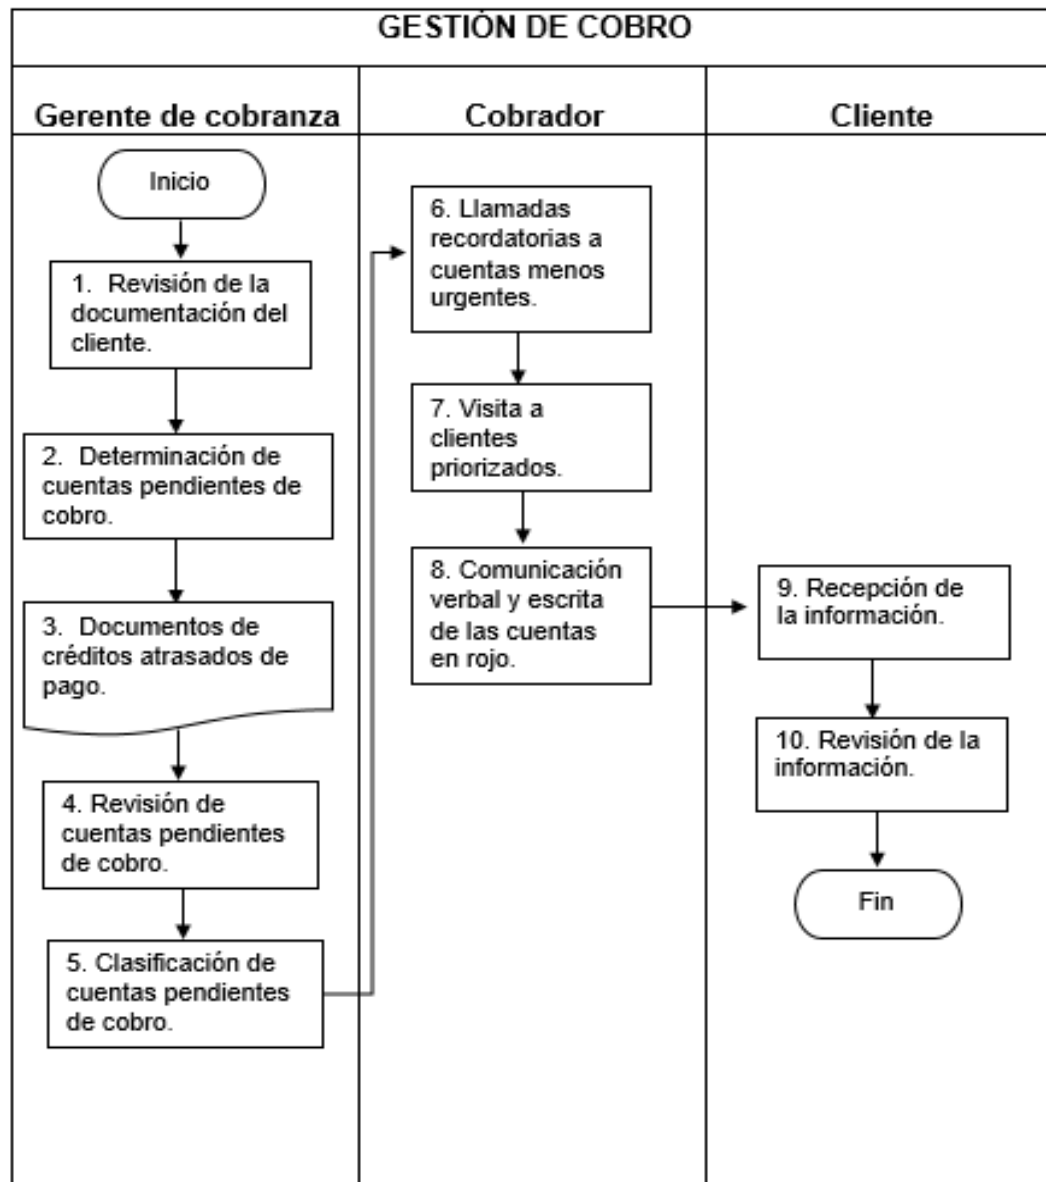 GESTIÓN DE COBRO
Gerente de cobranza
Cobrador
Cliente
Inicio
1. Revisión de la
documentación del
cliente.
2. Determinación de
cuentas pendientes de
cobro.
3. Documentos de
créditos atrasados de
pago.
4. Revisión de
cuentas pendientes
de cobro.
5. Clasificación de
cuentas pendientes
de cobro.
6. Llamadas
recordatorias a
cuentas menos
urgentes.
7. Visita a
clientes
priorizados.
8. Comunicación
verbal y escrita
de las cuentas
en rojo.
9. Recepción de
la información.
10. Revisión de la
información.
Fin